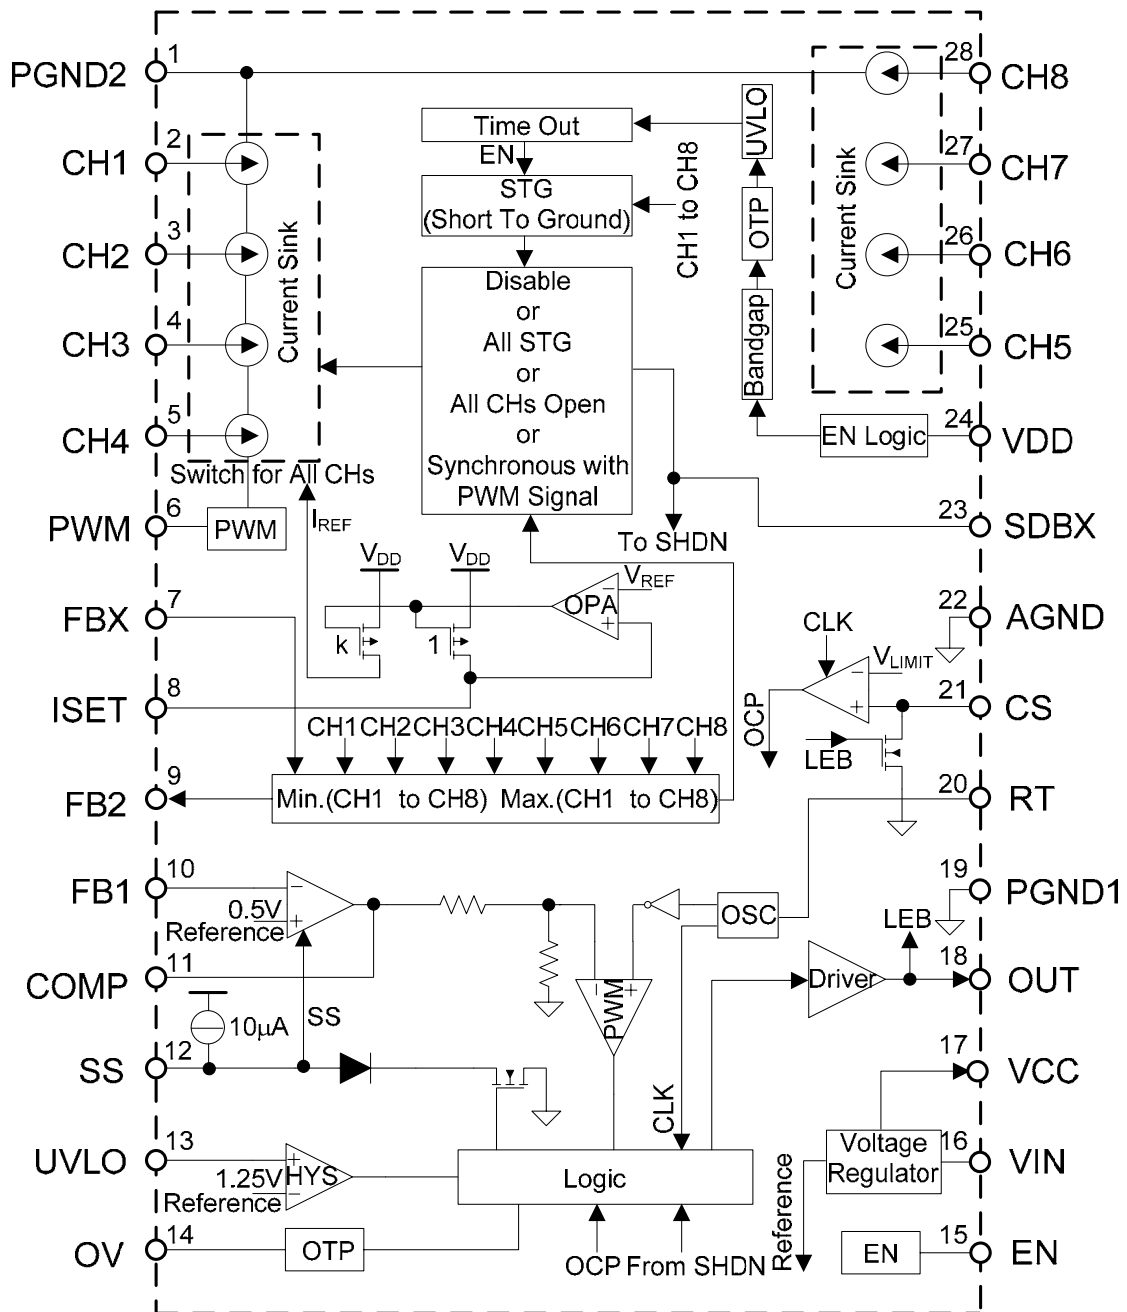 PGND2
1
28
CH8
CH1
2
27
CH7
CH2
3
26
CH6
CH3
4
25
CH5
CH4
5
24
VDD
PWM
6
23
SDBX
FBX
7
22
AGND
ISET
8
21
CS
FB2
9
20
RT
FB1
10
19
PGND1
COMP
11
18
OUT
SS
12
17
VCC
UVLO
13
16
VIN
OV
14
15
EN
Current Sink
Switch for All CHs
PWM
IREF
Time Out
EN
STG
(Short To Ground)
CH1 to CH8
Disable
or
All STG
or
All CHs Open
or
Synchronous with
PWM Signal
To SHDN
UVLO
OTP
Bandgap
EN Logic
Current Sink
VDD
VDD
k
1
OPA
VREF
−
+
CH1 CH2 CH3 CH4 CH5 CH6 CH7 CH8
Min.(CH1 to CH8) Max.(CH1 to CH8)
CLK
VLIMIT
−
+
OCP
LEB
−
0.5V
+
Reference
SS
10μA
OSC
−
+
PWM
CLK
LEB
Driver
+
1.25V
HYS
−
Reference
Logic
OTP
OCP From SHDN
Voltage
Regulator
Reference
EN